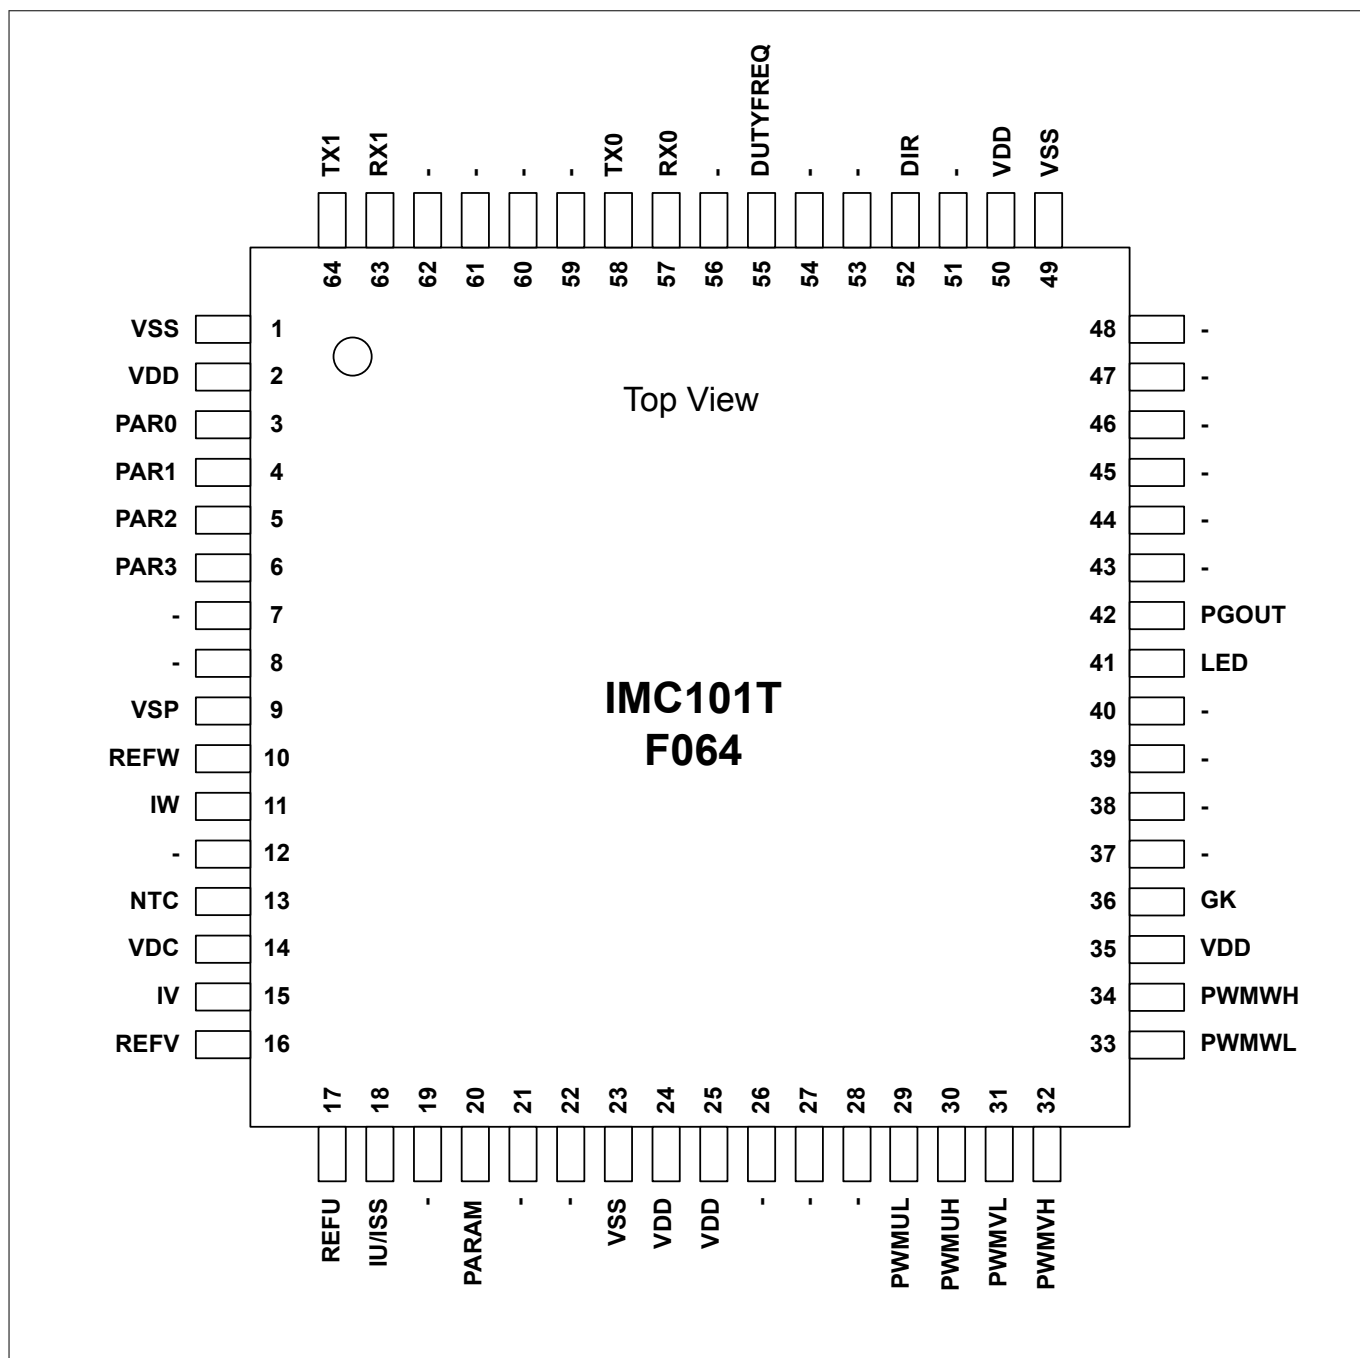 TX1
RX1
-
-
-
-
TX0
RX0
-
DUTYFREQ
-
-
DIR
-
VDD
VSS
64
63
62
61
60
59
58
57
56
55
54
53
52
51
50
49
VSS 1
VDD 2
PAR0 3
PAR1 4
PAR2 5
PAR3 6
- 7
- 8
VSP 9
REFW 10
IW 11
- 12
NTC 13
VDC 14
IV 15
REFV 16
Top View
IMC101T
F064
48 -
47 -
46 -
45 -
44 -
43 -
42 PGOUT
41 LED
40 -
39 -
38 -
37 -
36 GK
35 VDD
34 PWMWH
33 PWMWL
17
18
19
20
21
22
23
24
25
26
27
28
29
30
31
32
REFU
IU/ISS
-
PARAM
-
-
VSS
VDD
VDD
-
-
-
PWMUL
PWMUH
PWMVL
PWMVH